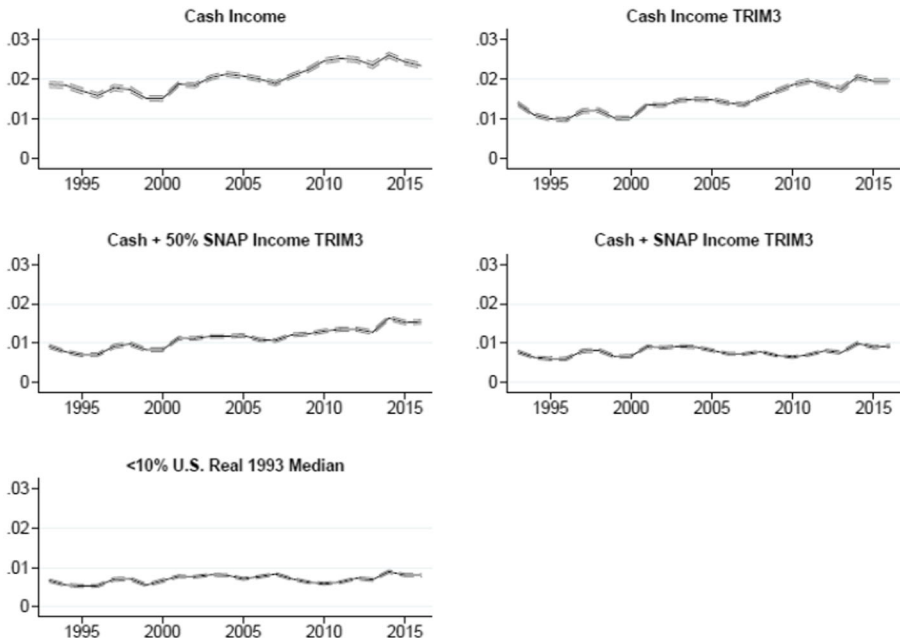 Cash Income
.03
.02
.01
0
1995 2000 2005 2010 2015
Cash Income TRIM3
.03
.02
.01
0
1995 2000 2005 2010 2015
Cash + 50% SNAP Income TRIM3
.03
.02
.01
0
1995 2000 2005 2010 2015
Cash + SNAP Income TRIM3
.03
.02
.01
0
1995 2000 2005 2010 2015
<10% U.S. Real 1993 Median
.03
.02
.01
0
1995 2000 2005 2010 2015